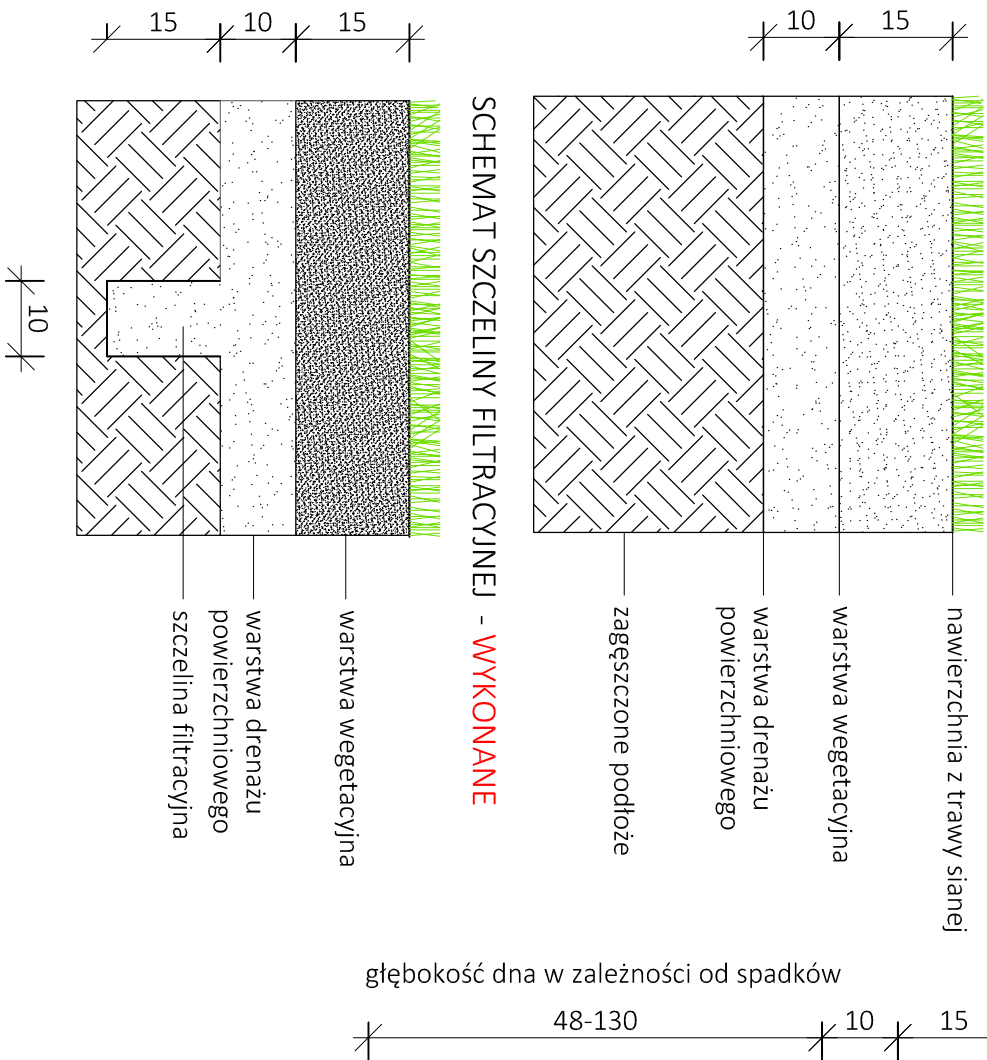 15
10
15
nawierzchnia z trawy sianej
warstwa wegetacyjna
warstwa drenażu
powierzchniowego
zagęszczone podłoże
SCHEMAT SZCZELINY FILTRACYJNEJ - WYKONANE
15
10
15
10
warstwa wegetacyjna
warstwa drenażu
powierzchniowego
szczelina filtracyjna
głębokość dna w zależności od spadków
48-130
10
15